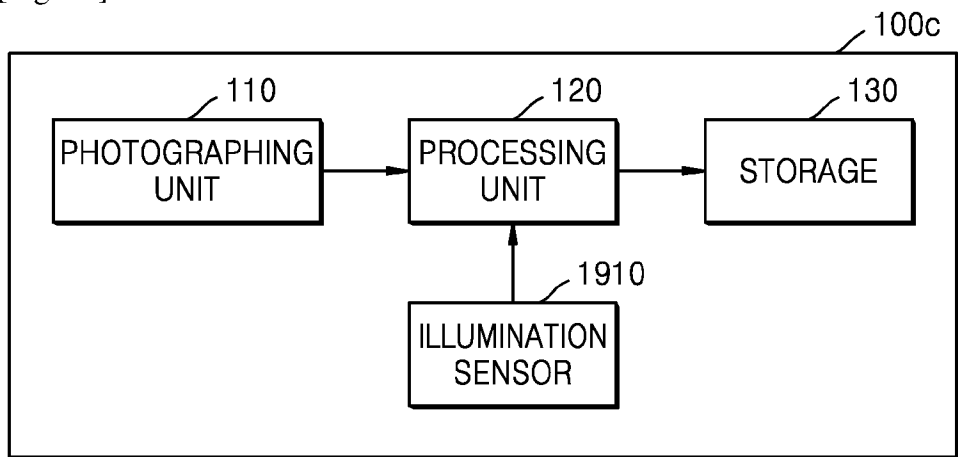 100c
110
120
130
PHOTOGRAPHING
UNIT
PROCESSING
UNIT
STORAGE
1910
ILLUMINATION
SENSOR